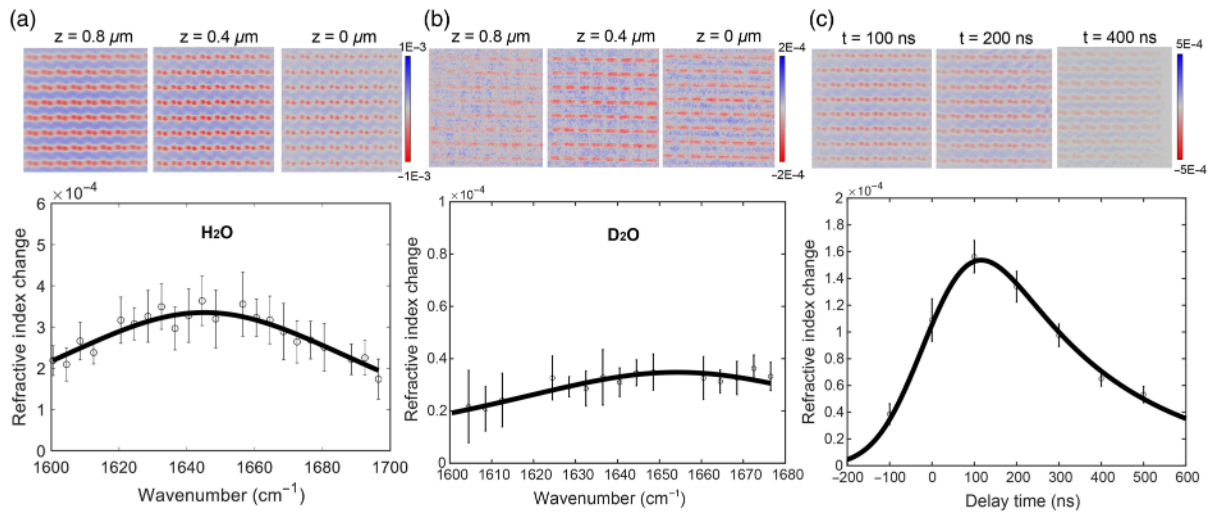 (a)
z = 0.8 μm z = 0.4 μm z = 0 μm
1E-3
-1E-3
×10⁻⁴
H2O
Refractive index change
6
5
4
3
2
1
0
1600 1620 1640 1660 1680 1700
Wavenumber (cm⁻¹)
(b)
z = 0.8 μm z = 0.4 μm z = 0 μm
2E-4
-2E-4
×10⁻⁴
D2O
Refractive index change
1
0.8
0.6
0.4
0.2
0
1600 1610 1620 1630 1640 1650 1660 1670 1680
Wavenumber (cm⁻¹)
(c)
t = 100 ns t = 200 ns t = 400 ns
5E-4
-5E-4
×10⁻⁴
Refractive index change
2
1.8
1.6
1.4
1.2
1
0.8
0.6
0.4
0.2
0
−200 −100 0 100 200 300 400 500 600
Delay time (ns)